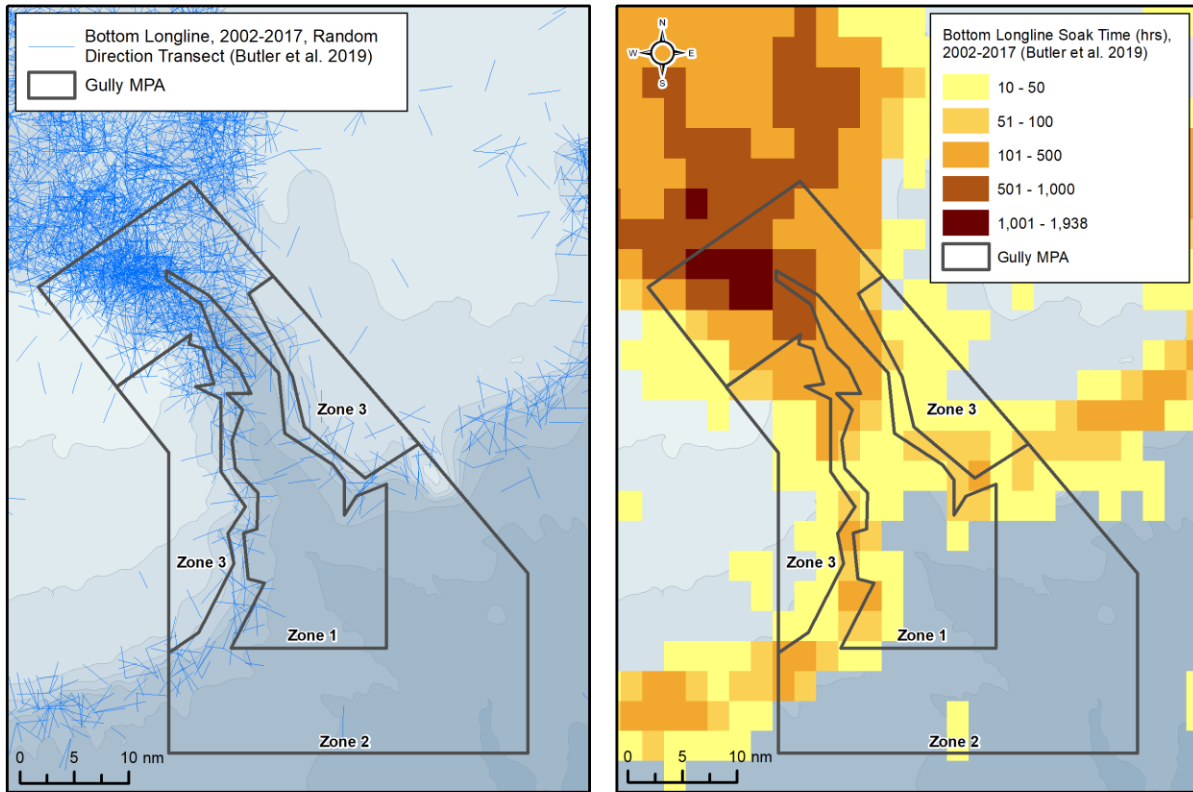 Bottom Longline, 2002-2017, Random
Direction Transect (Butler et al. 2019)
Gully MPA
Zone 3
Zone 3
Zone 1
Zone 2
0 5 10 nm
N
W E
S
Bottom Longline Soak Time (hrs),
2002-2017 (Butler et al. 2019)
10 - 50
51 - 100
101 - 500
501 - 1,000
1,001 - 1,938
Gully MPA
Zone 3
Zone 3
Zone 1
Zone 2
0 5 10 nm